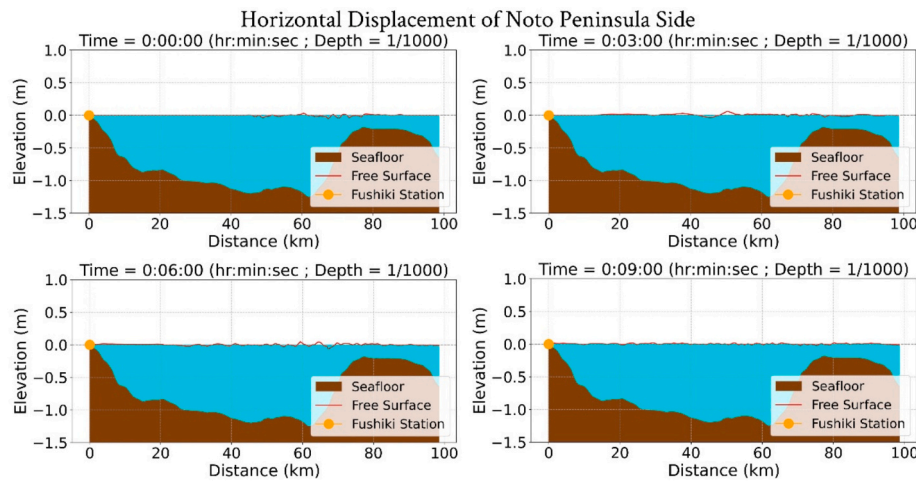 Horizontal Displacement of Noto Peninsula Side
Time = 0:00:00 (hr:min:sec ; Depth = 1/1000)
1.0
0.5
0.0
−0.5
−1.0
−1.5
Elevation (m)
Seafloor
Free Surface
Fushiki Station
0 20 40 60 80 100
Distance (km)
Time = 0:03:00 (hr:min:sec ; Depth = 1/1000)
1.0
0.5
0.0
−0.5
−1.0
−1.5
Elevation (m)
Seafloor
Free Surface
Fushiki Station
0 20 40 60 80 100
Distance (km)
Time = 0:06:00 (hr:min:sec ; Depth = 1/1000)
1.0
0.5
0.0
−0.5
−1.0
−1.5
Elevation (m)
Seafloor
Free Surface
Fushiki Station
0 20 40 60 80 100
Distance (km)
Time = 0:09:00 (hr:min:sec ; Depth = 1/1000)
1.0
0.5
0.0
−0.5
−1.0
−1.5
Elevation (m)
Seafloor
Free Surface
Fushiki Station
0 20 40 60 80 100
Distance (km)